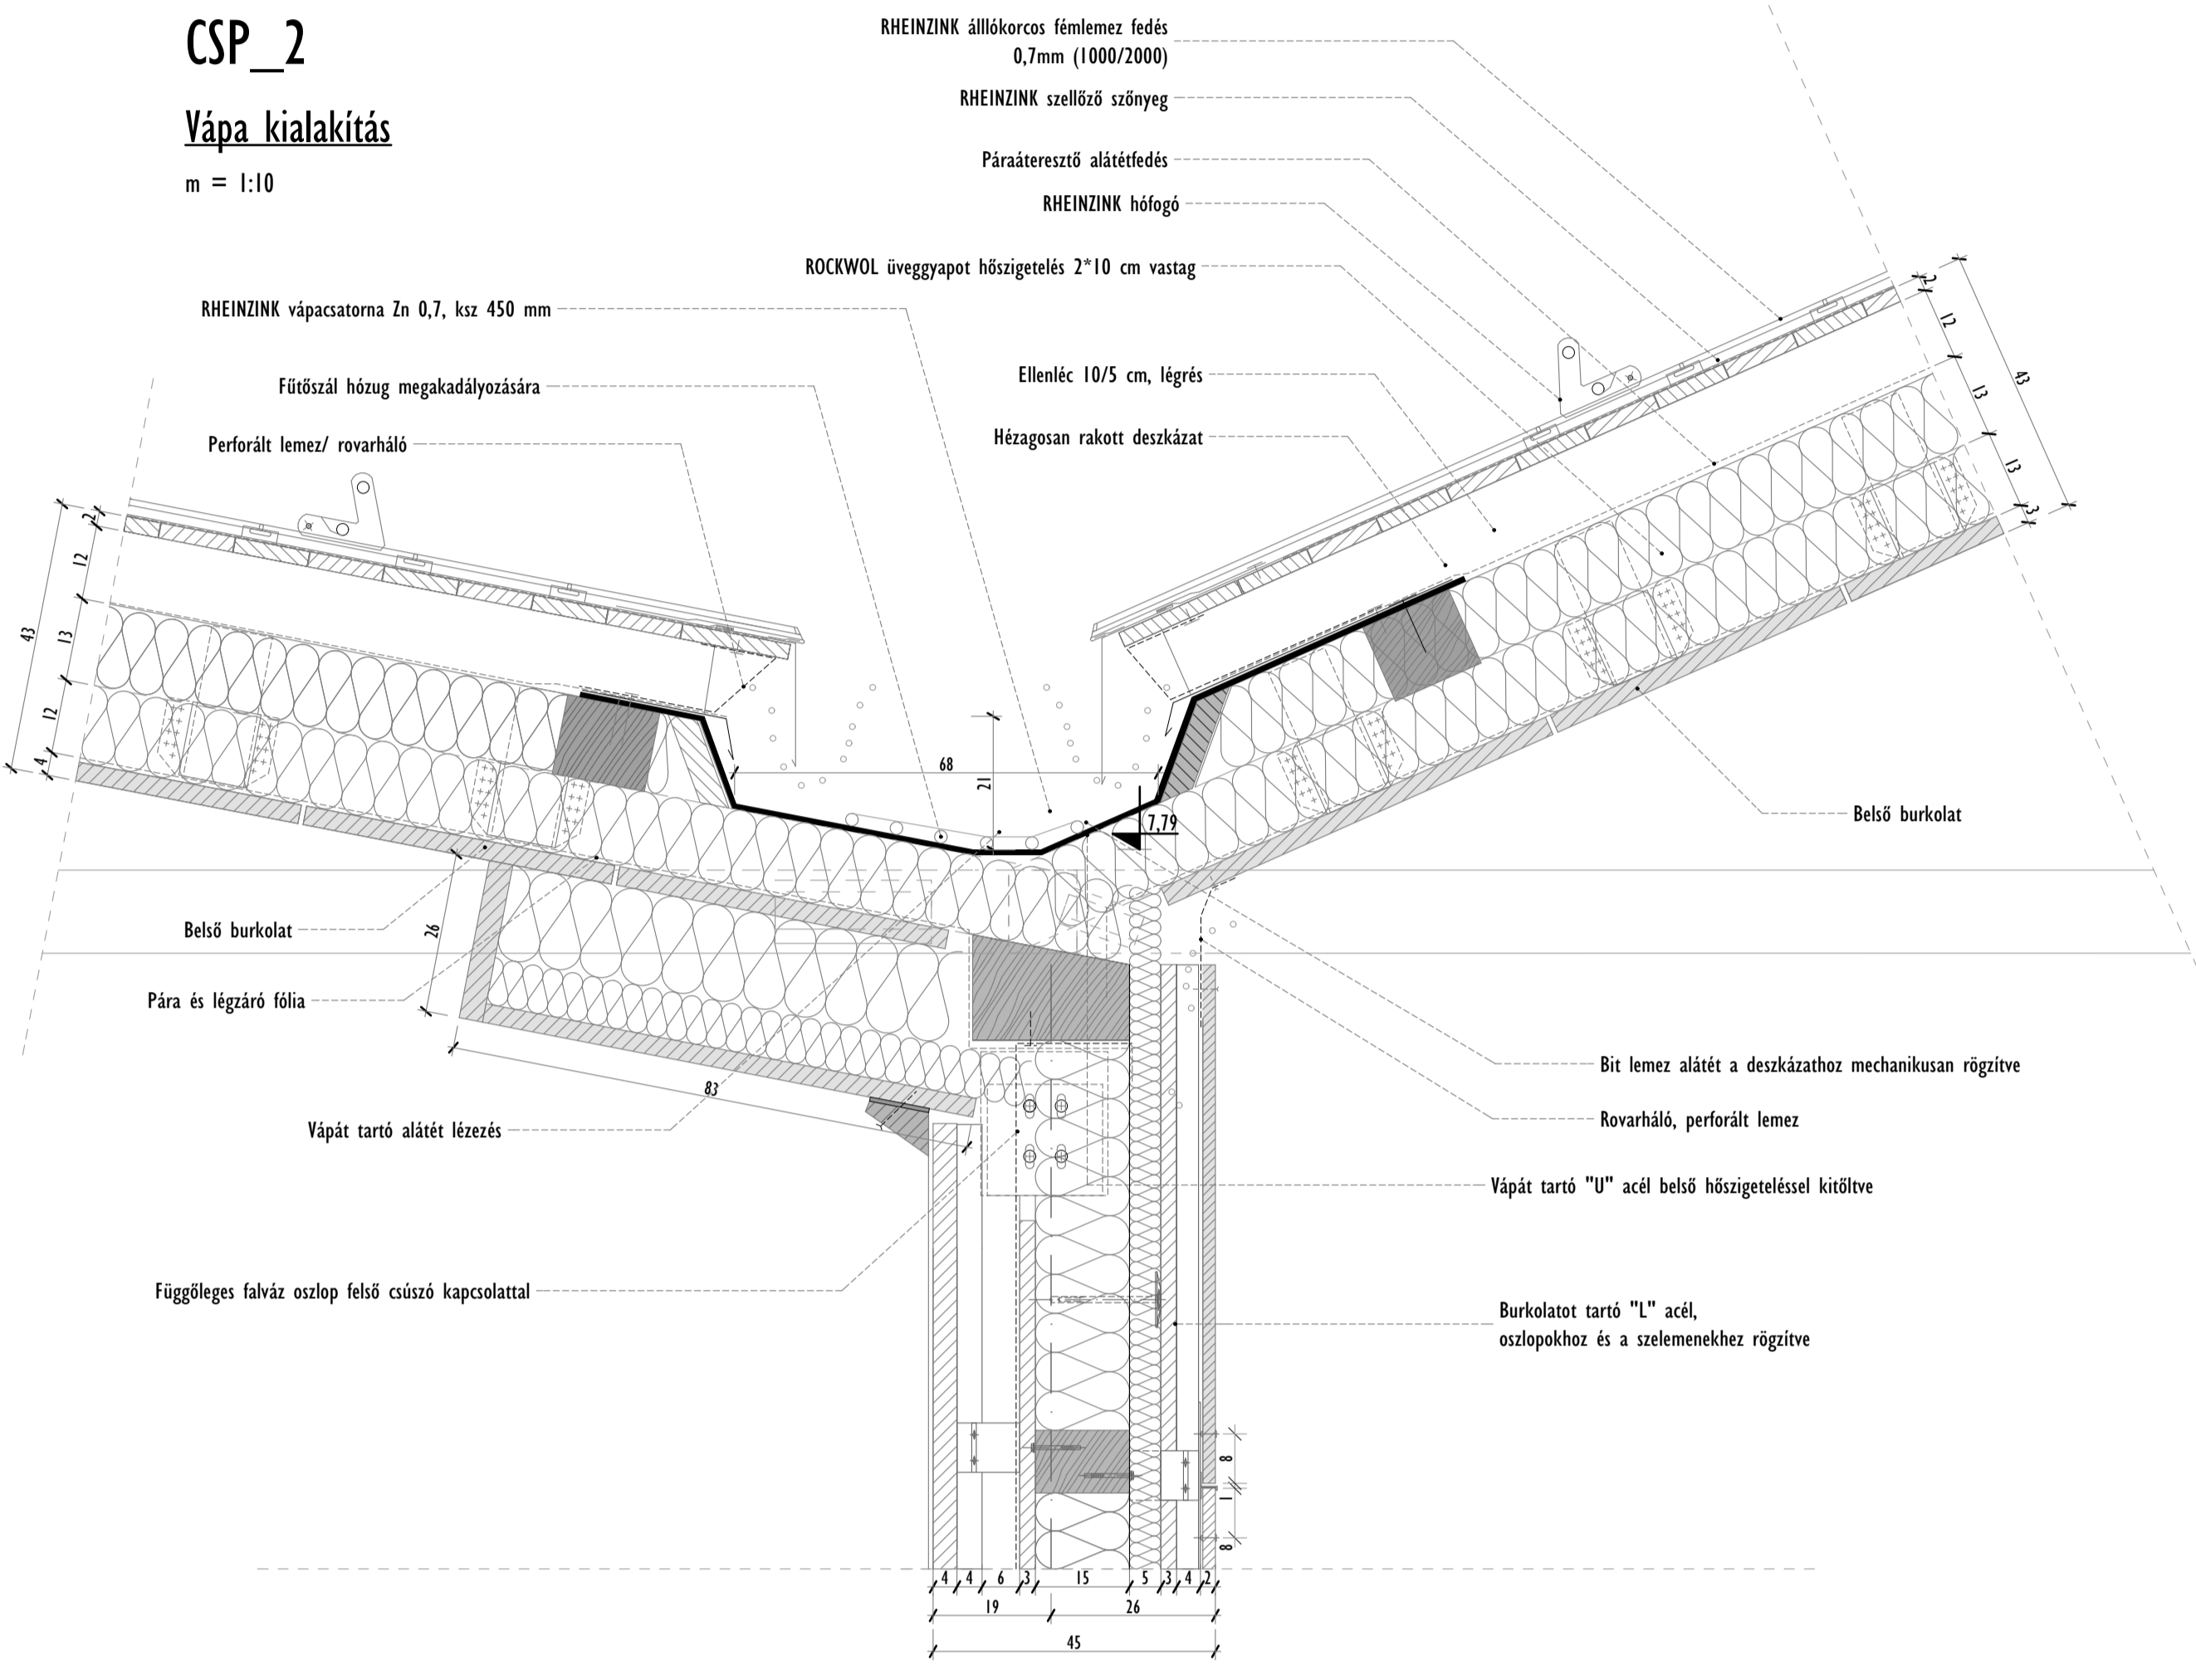 CSP_2
Vápa kialakítás
m = 1:10
RHEINZINK álllókorcos fémlemez fedés
0,7mm (1000/2000)
RHEINZINK szellőző szőnyeg
Páraáteresztő alátétfedés
RHEINZINK hófogó
ROCKWOL üveggyapot hőszigetelés 2*10 cm vastag
RHEINZINK vápacsatorna Zn 0,7, ksz 450 mm
Ellenléc 10/5 cm, légrés
Fűtőszál hózug megakadályozására
Hézagosan rakott deszkázat
Perforált lemez/ rovarháló
2
12
13
13
3
43
2
12
13
12
4
43
68
21
7,79
Belső burkolat
Belső burkolat
26
Pára és légzáró fólia
83
Vápát tartó alátét lézezés
Bit lemez alátét a deszkázathoz mechanikusan rögzítve
Rovarháló, perforált lemez
Vápát tartó "U" acél belső hőszigeteléssel kitőltve
Függőleges falváz oszlop felső csúszó kapcsolattal
Burkolatot tartó "L" acél,
oszlopokhoz és a szelemenekhez rögzítve
8
1
8
4 4 6 3 15 5 3 4 2
19 26
45